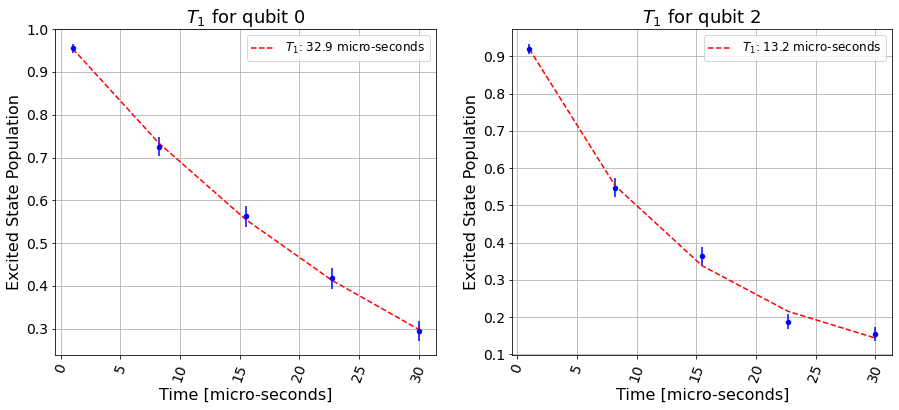 T₁ for qubit 0
T₁: 32.9 micro-seconds
1.0
0.9
0.8
0.7
0.6
0.5
0.4
0.3
Excited State Population
0 5 10 15 20 25 30
Time [micro-seconds]
T₁ for qubit 2
T₁: 13.2 micro-seconds
0.9
0.8
0.7
0.6
0.5
0.4
0.3
0.2
0.1
Excited State Population
0 5 10 15 20 25 30
Time [micro-seconds]